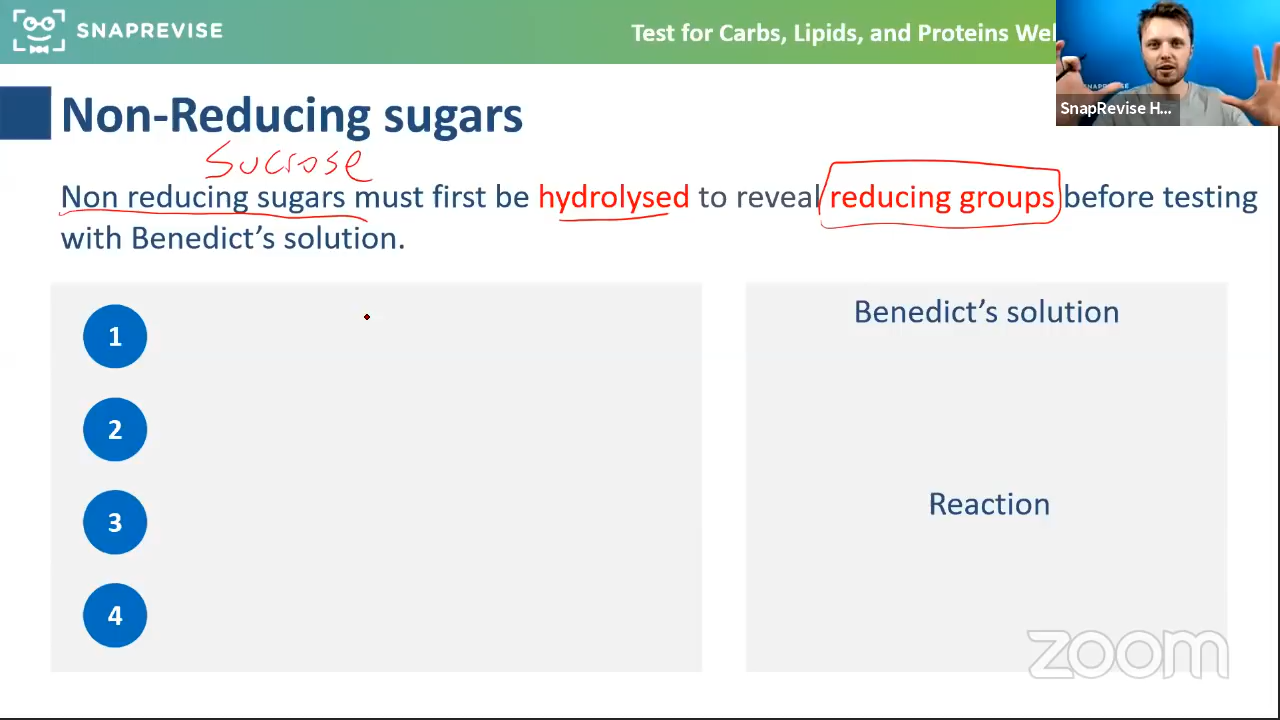 SNAPREVISE
Test for Carbs, Lipids, and Proteins We
SnapRevise H...
Non-Reducing sugars
Sucrose
Non reducing sugars must first be hydrolysed to reveal reducing groups before testing
with Benedict's solution.
1
2
3
4
Benedict's solution
Reaction
zoom